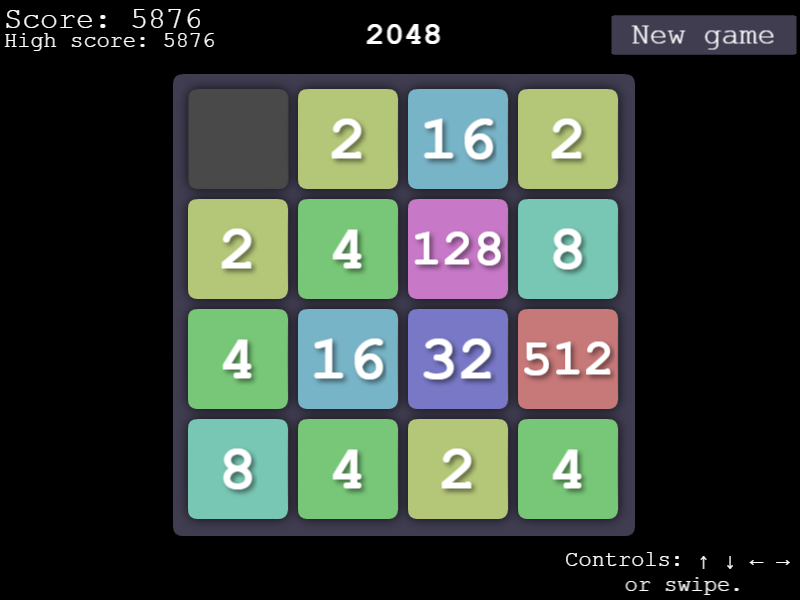 Score: 5876
High score: 5876
2048
New game
2 16 2
2 4 128 8
4 16 32 512
8 4 2 4
Controls: ↑ ↓ ← →
or swipe.